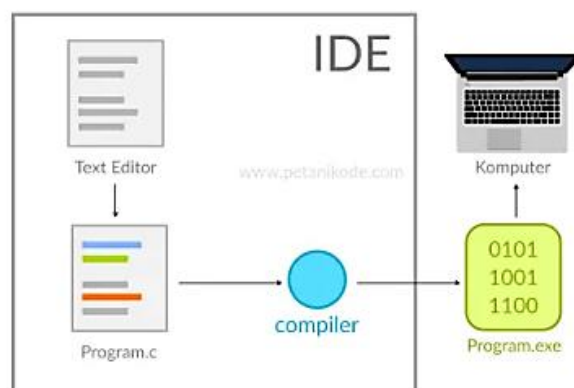 IDE
Text Editor
www.petanikode.com
Komputer
Program.c
compiler
0101
1001
1100
Program.exe